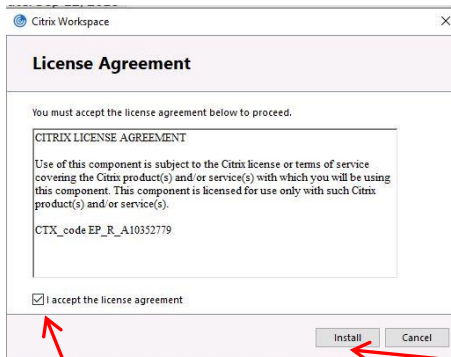 Citrix Workspace
License Agreement
You must accept the license agreement below to proceed.
CITRIX LICENSE AGREEMENT
Use of this component is subject to the Citrix license or terms of service
covering the Citrix product(s) and/or service(s) with which you will be using
this component. This component is licensed for use only with such Citrix
product(s) and/or service(s).
CTX_code EP_R_A10352779
I accept the license agreement
Install Cancel